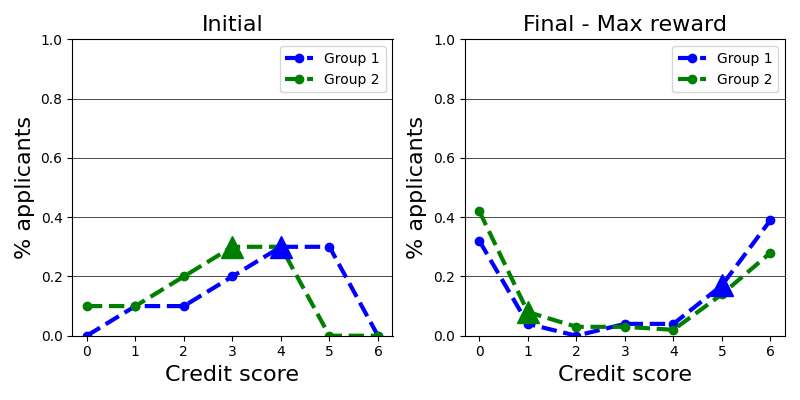 Initial
Group 1
Group 2
1.0
0.8
0.6
0.4
0.2
0.0
% applicants
0 1 2 3 4 5 6
Credit score
Final - Max reward
Group 1
Group 2
1.0
0.8
0.6
0.4
0.2
0.0
% applicants
0 1 2 3 4 5 6
Credit score